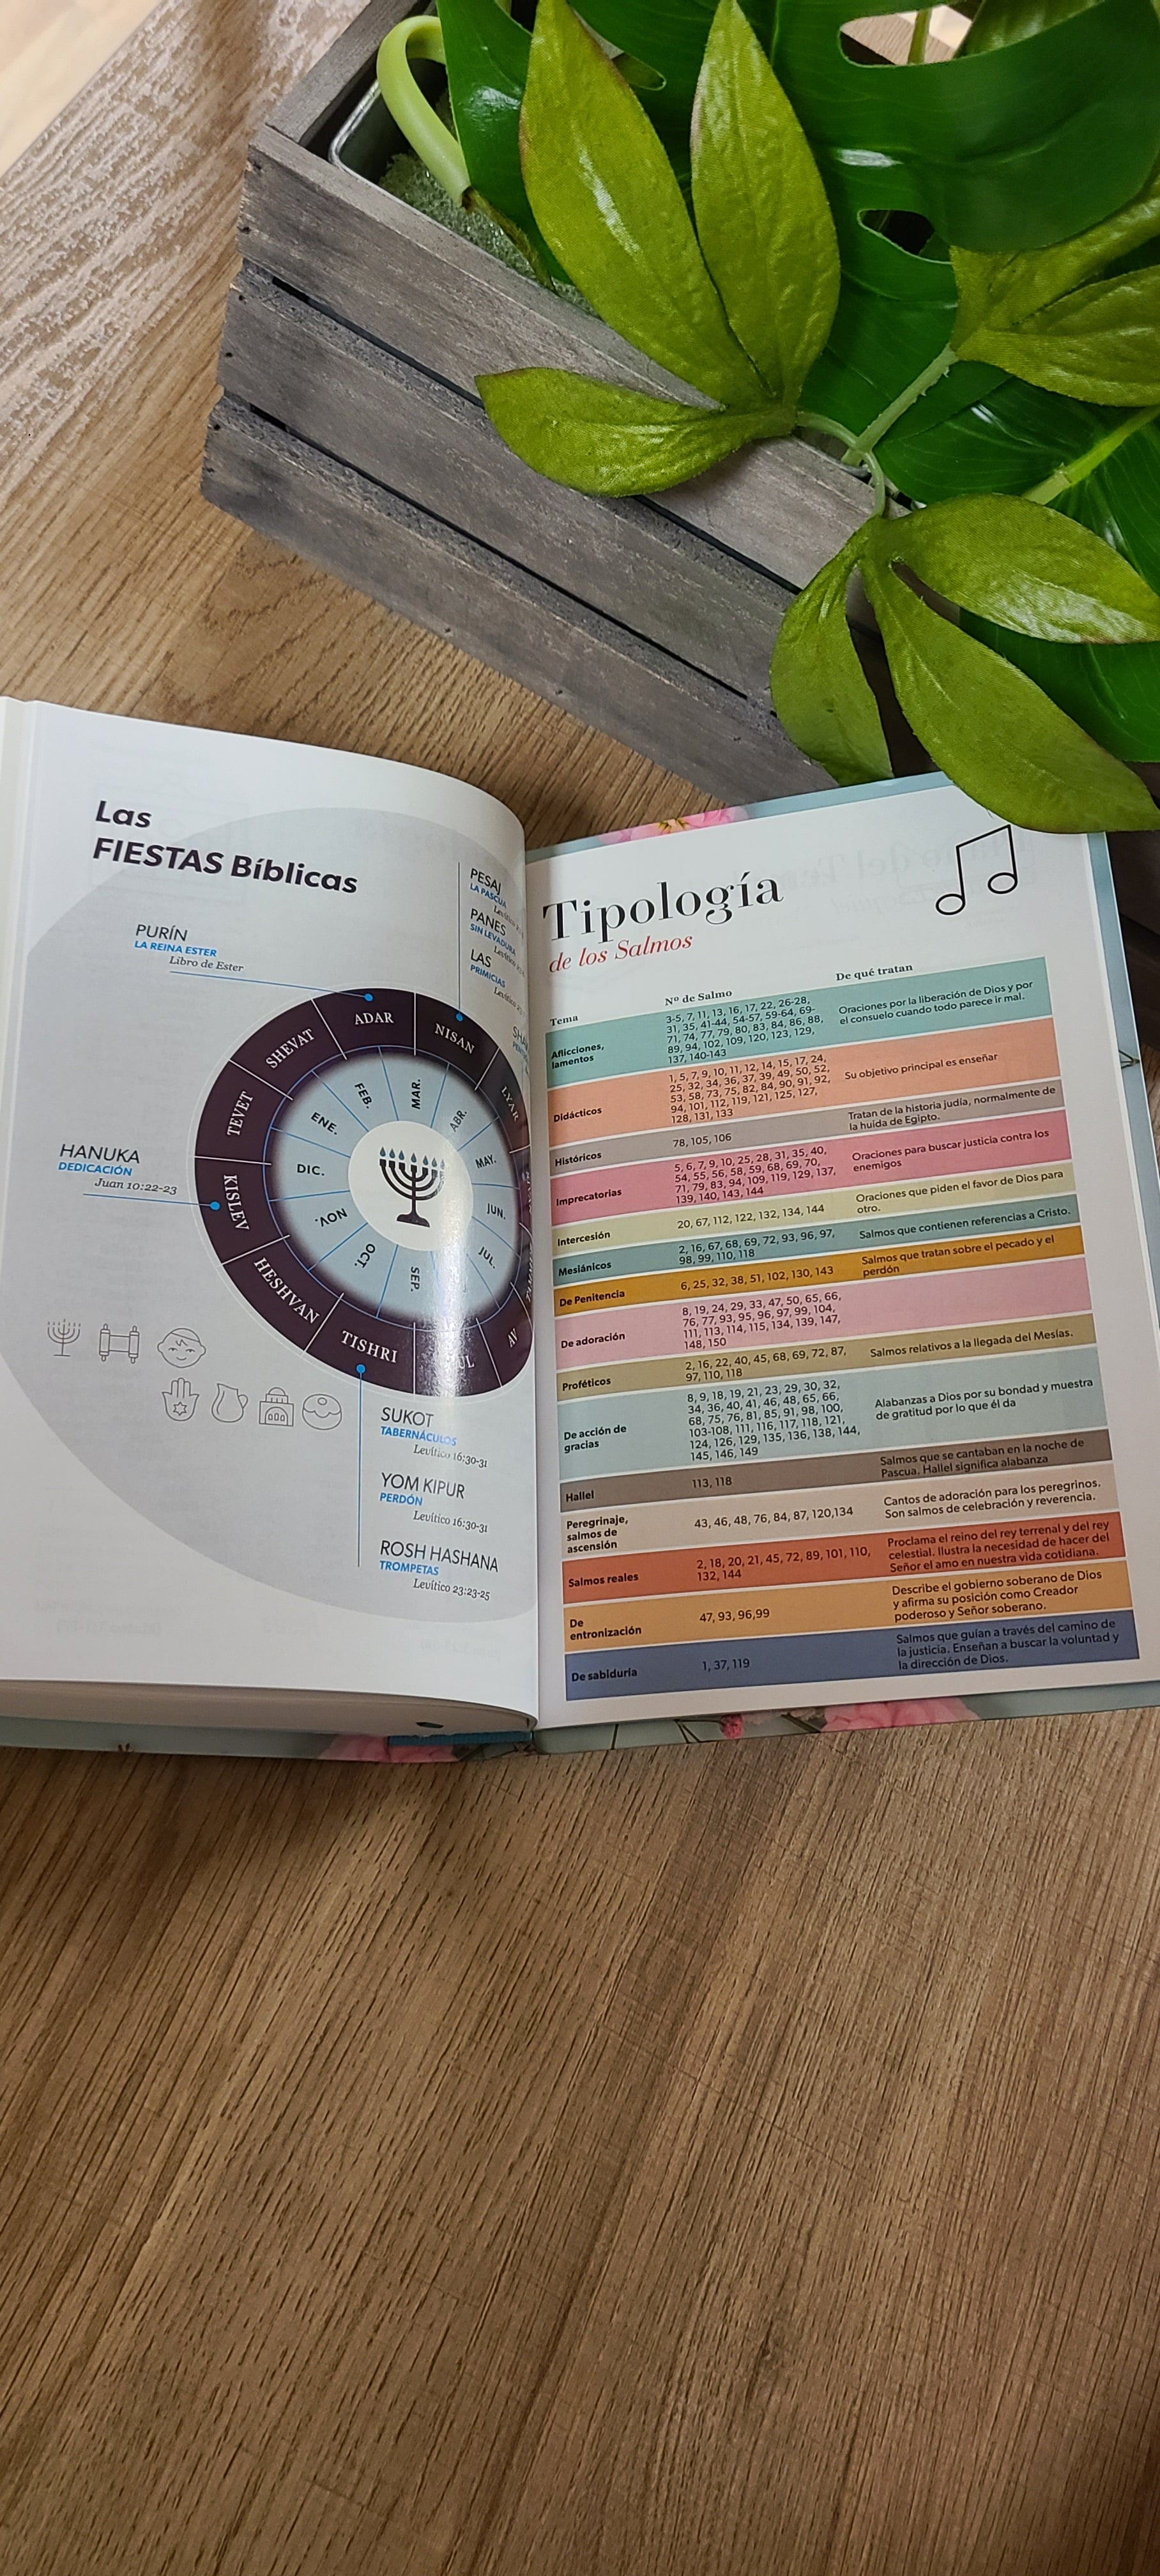 Las
FIESTAS Bíblicas
PURÍN
LA REINA ESTER
Libro de Ester
PESAJ
LA PASCUA
PANES
SIN LEVADURA
LAS
PRIMICIAS
HANUKA
DEDICACIÓN
Juan 10:22-23
ADAR
NISAN
LYAR
AV
TISHRI
HESHVAN
KISLEV
TEVET
SHEVAT
MAR.
ABR.
MAY.
JUN.
JUL.
SEP.
OCT.
NOV.
DIC.
ENE.
FEB.
SUKOT
TABERNÁCULOS
Levítico 16:30-31
YOM KIPUR
PERDÓN
Levítico 16:30-31
ROSH HASHANA
TROMPETAS
Levítico 23:23-25
Tipología
de los Salmos
Tema
Nº de Salmo
De qué tratan
Aflicciones,
lamentos
3-5, 7, 11, 13, 16, 17, 22, 26-28,
31, 35, 41-44, 54-57, 59-64, 69-
71, 74, 77, 79, 80, 83, 84, 86, 88,
89, 94, 102, 109, 120, 123, 129,
137, 140-143
Oraciones por la liberación de Dios y por
el consuelo cuando todo parece ir mal.
Didácticos
1, 5, 7, 9, 10, 11, 12, 14, 15, 17, 24,
25, 32, 34, 36, 37, 39, 49, 50, 52,
53, 58, 73, 75, 82, 84, 90, 91, 92,
94, 101, 112, 119, 121, 125, 127,
128, 131, 133
Su objetivo principal es enseñar
Históricos
78, 105, 106
Tratan de la historia judía, normalmente de
la huida de Egipto.
Imprecatorias
5, 6, 7, 9, 10, 25, 28, 31, 35, 40,
54, 55, 56, 58, 59, 68, 69, 70,
71, 79, 83, 94, 109, 119, 129, 137,
139, 140, 143, 144
Oraciones para buscar justicia contra los
enemigos
Intercesión
20, 67, 112, 122, 132, 134, 144
Oraciones que piden el favor de Dios para
otro.
Mesiánicos
2, 16, 67, 68, 69, 72, 93, 96, 97,
98, 99, 110, 118
Salmos que contienen referencias a Cristo.
De Penitencia
6, 25, 32, 38, 51, 102, 130, 143
Salmos que tratan sobre el pecado y el
perdón
De adoración
8, 19, 24, 29, 33, 47, 50, 65, 66,
76, 77, 93, 95, 96, 97, 99, 104,
111, 113, 114, 115, 134, 139, 147,
148, 150
Proféticos
2, 16, 22, 40, 45, 68, 69, 72, 87,
97, 110, 118
Salmos relativos a la llegada del Mesías.
De acción de
gracias
8, 9, 18, 19, 21, 23, 29, 30, 32,
34, 36, 40, 41, 46, 48, 65, 66,
68, 75, 76, 81, 85, 91, 98, 100,
103-108, 111, 116, 117, 118, 121,
124, 126, 129, 135, 136, 138, 144,
145, 146, 149
Alabanzas a Dios por su bondad y muestra
de gratitud por lo que él da
Hallel
113, 118
Salmos que se cantaban en la noche de
Pascua. Hallel significa alabanza
Peregrinaje,
salmos de
ascensión
43, 46, 48, 76, 84, 87, 120,134
Cantos de adoración para los peregrinos.
Son salmos de celebración y reverencia.
Salmos reales
2, 18, 20, 21, 45, 72, 89, 101, 110,
132, 144
Proclama el reino del rey terrenal y del rey
celestial. Ilustra la necesidad de hacer del
Señor el amo en nuestra vida cotidiana.
De
entronización
47, 93, 96,99
Describe el gobierno soberano de Dios
y afirma su posición como Creador
poderoso y Señor soberano.
De sabiduría
1, 37, 119
Salmos que guían a través del camino de
la justicia. Enseñan a buscar la voluntad y
la dirección de Dios.